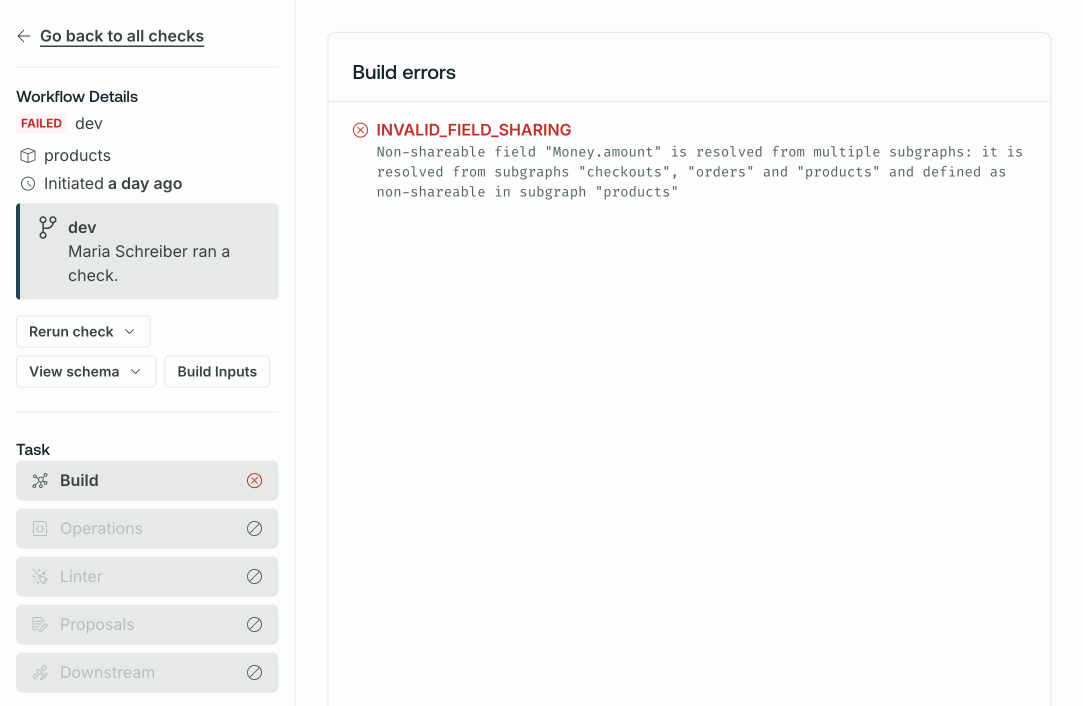 Go back to all checks
Workflow Details
FAILED dev
products
Initiated a day ago
dev
Maria Schreiber ran a
check.
Rerun check
View schema
Build Inputs
Task
Build
Operations
Linter
Proposals
Downstream
Build errors
INVALID_FIELD_SHARING
Non-shareable field "Money.amount" is resolved from multiple subgraphs: it is
resolved from subgraphs "checkouts", "orders" and "products" and defined as
non-shareable in subgraph "products"